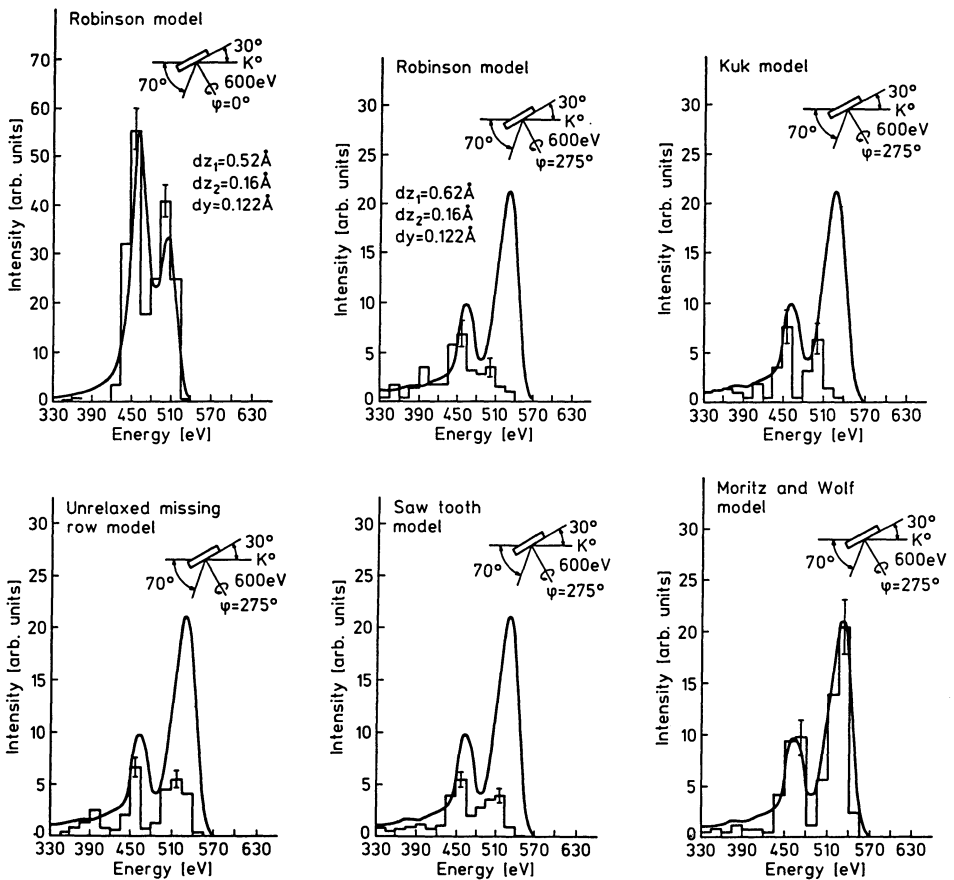 Robinson model
30°
K°
600eV
70°
φ=0°
dz₁=0.52Å
dz₂=0.16Å
dy=0.122Å
Intensity [arb. units]
70
60
50
40
30
20
10
0
330 390 450 510 570 630
Energy [eV]
Robinson model
30°
K°
600eV
70°
φ=275°
dz₁=0.62Å
dz₂=0.16Å
dy=0.122Å
Intensity [arb. units]
30
25
20
15
10
5
0
330 390 450 510 570 630
Energy [eV]
Kuk model
30°
K°
600eV
70°
φ=275°
Intensity [arb. units]
30
25
20
15
10
5
0
330 390 450 510 570 630
Energy [eV]
Unrelaxed missing
row model
30°
K°
600eV
70°
φ=275°
Intensity [arb. units]
30
25
20
15
10
5
0
330 390 450 510 570 630
Energy [eV]
Saw tooth
model
30°
K°
600eV
70°
φ=275°
Intensity [arb. units]
30
25
20
15
10
5
0
330 390 450 510 570 630
Energy [eV]
Moritz and Wolf
model
30°
K°
600eV
70°
φ=275°
Intensity [arb. units]
30
25
20
15
10
5
0
330 390 450 510 570 630
Energy [eV]